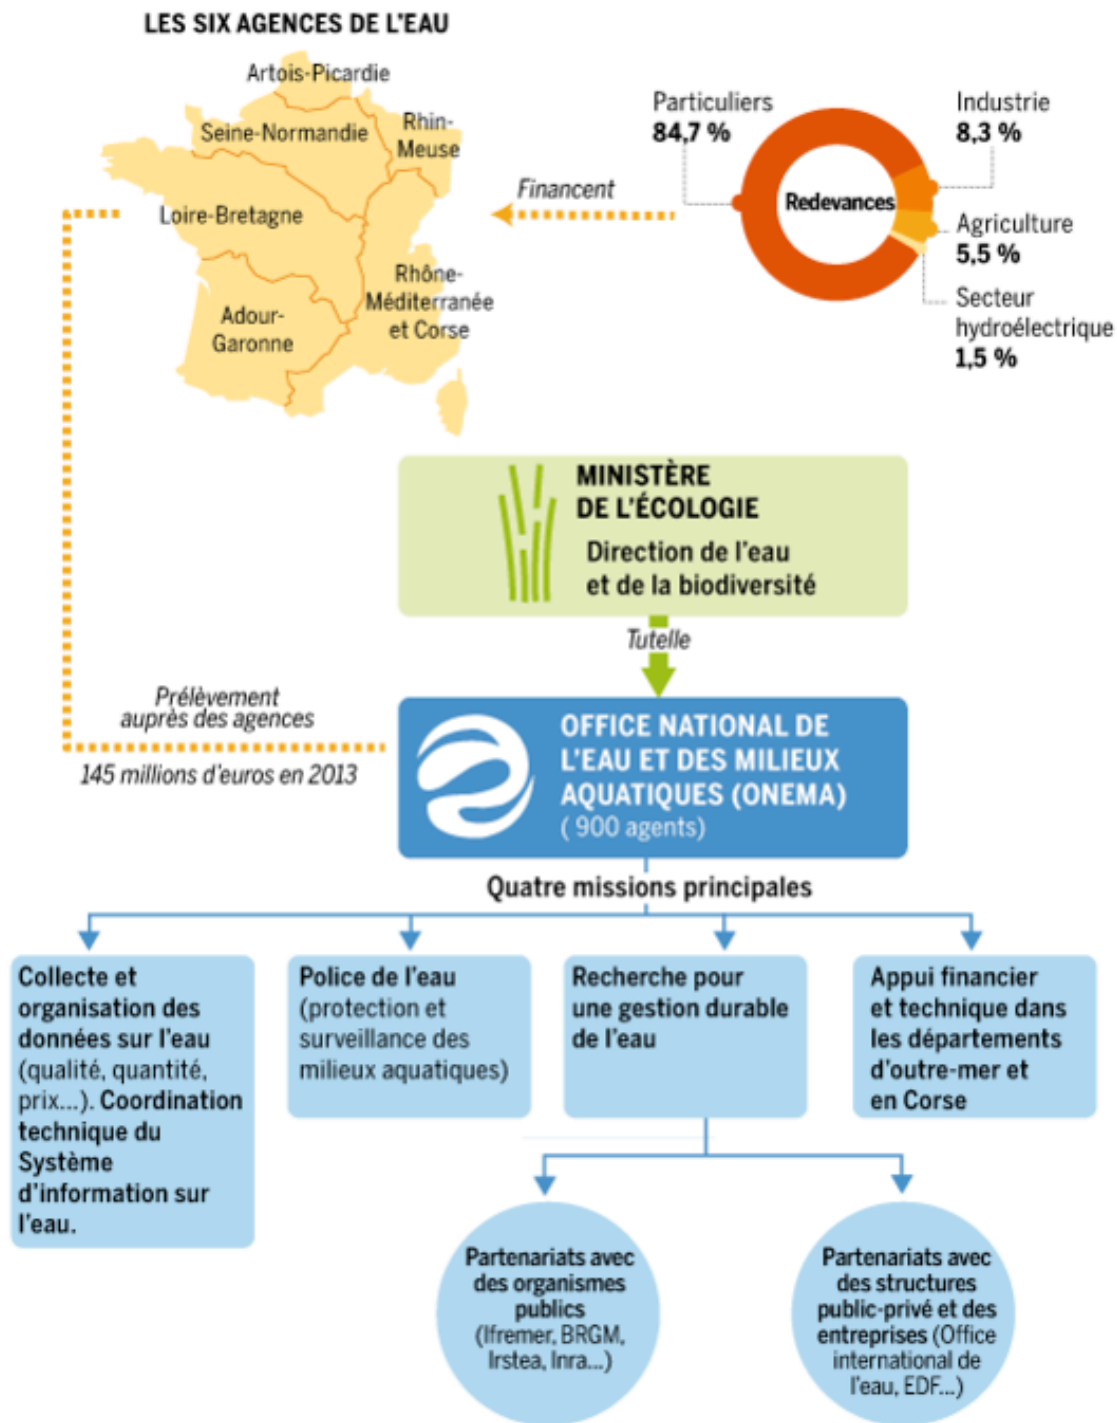 LES SIX AGENCES DE L'EAU
Artois-Picardie
Seine-Normandie
Rhin-
Meuse
Loire-Bretagne
Rhône-
Méditerranée
et Corse
Adour-
Garonne
Financent
Particuliers
84,7 %
Redevances
Industrie
8,3 %
Agriculture
5,5 %
Secteur
hydroélectrique
1,5 %
MINISTÈRE
DE L'ÉCOLOGIE
Direction de l'eau
et de la biodiversité
Tutelle
Prélèvement
auprès des agences
145 millions d'euros en 2013
OFFICE NATIONAL DE
L'EAU ET DES MILIEUX
AQUATIQUES (ONEMA)
( 900 agents)
Quatre missions principales
Collecte et
organisation des
données sur l'eau
(qualité, quantité,
prix...). Coordination
technique du
Système
d'information sur
l'eau.
Police de l'eau
(protection et
surveillance des
milieux aquatiques)
Recherche pour
une gestion durable
de l'eau
Appui financier
et technique dans
les départements
d'outre-mer et
en Corse
Partenariats avec
des organismes
publics
(Ifremer, BRGM,
Irstea, Inra...)
Partenariats avec
des structures
public-privé et des
entreprises (Office
international de
l'eau, EDF...)